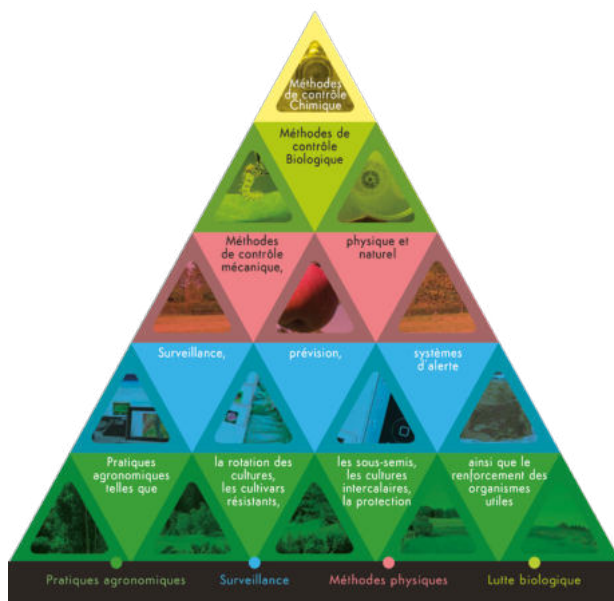 Méthodes
de contrôle
Chimique
Méthodes de
contrôle
Biologique
Méthodes
de contrôle
mécanique,
physique et
naturel
Surveillance,
prévision,
systèmes
d'alerte
Pratiques
agronomiques
telles que
la rotation des
cultures,
les cultivars
résistants,
les sous-semis,
les cultures
intercalaires,
la protection
ainsi que le
renforcement des
organismes
utiles
Pratiques agronomiques
Surveillance
Méthodes physiques
Lutte biologique